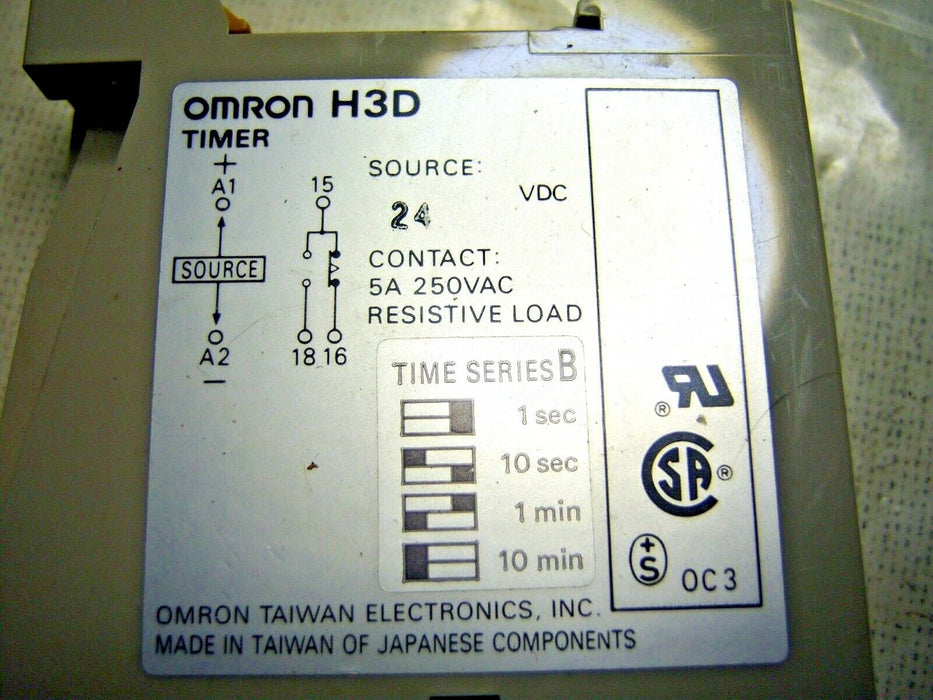 OMRON H3D
TIMER
+
A1
15
SOURCE:
VDC
24
SOURCE
CONTACT:
5A 250VAC
RESISTIVE LOAD
A2
18 16
−
TIME SERIES B
1 sec
10 sec
1 min
10 min
RU
®
SA ®
+
S
OC3
OMRON TAIWAN ELECTRONICS, INC.
MADE IN TAIWAN OF JAPANESE COMPONENTS